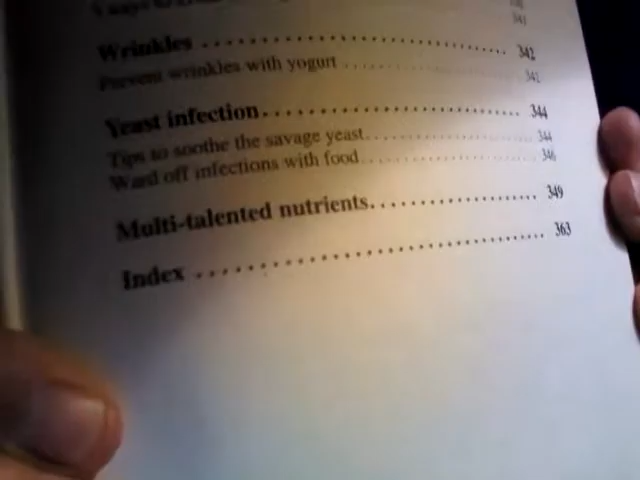 341
Wrinkles 342
Prevent wrinkles with yogurt 342
Yeast infection 344
Tips to soothe the savage yeast 344
Ward off infections with food 346
Multi-talented nutrients 349
Index 363